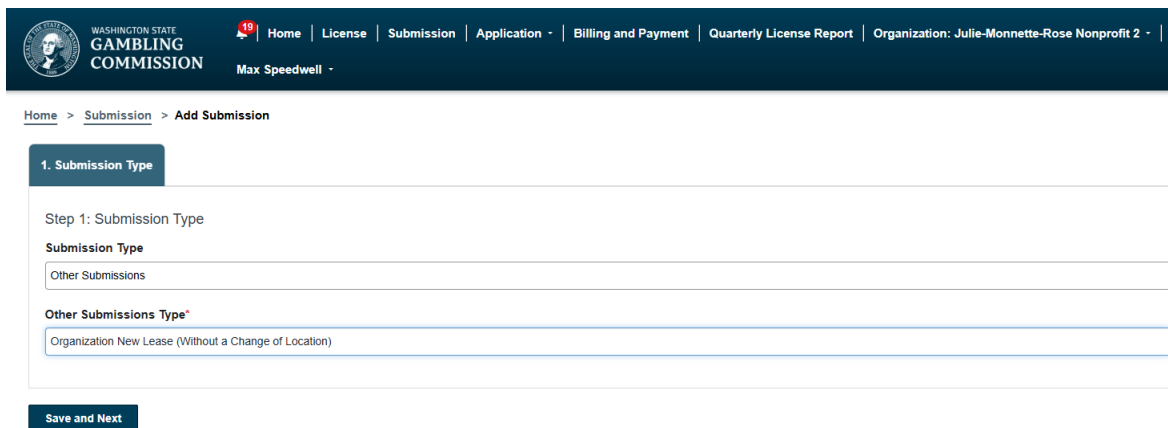 WASHINGTON STATE
GAMBLING
COMMISSION
19 | Home | License | Submission | Application - | Billing and Payment | Quarterly License Report | Organization: Julie-Monnette-Rose Nonprofit 2 - |
Max Speedwell -
Home > Submission > Add Submission
1. Submission Type
Step 1: Submission Type
Submission Type
Other Submissions
Other Submissions Type*
Organization New Lease (Without a Change of Location)
Save and Next